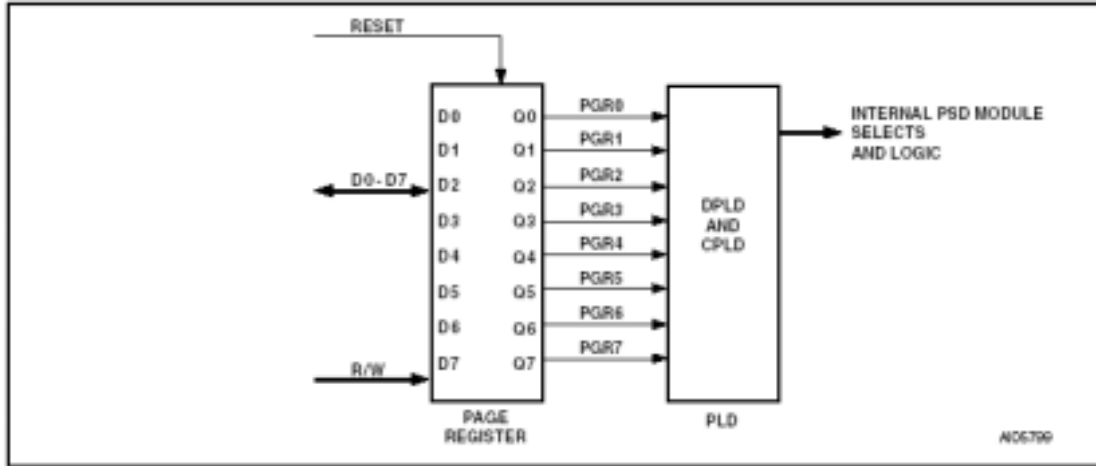 RESET
D0 - D7
R/W
D0
D1
D2
D3
D4
D5
D6
D7
Q0
Q1
Q2
Q3
Q4
Q5
Q6
Q7
PAGE
REGISTER
PGR0
PGR1
PGR2
PGR3
PGR4
PGR5
PGR6
PGR7
DPLD
AND
CPLD
PLD
INTERNAL PSD MODULE
SELECTS
AND LOGIC
AI05799